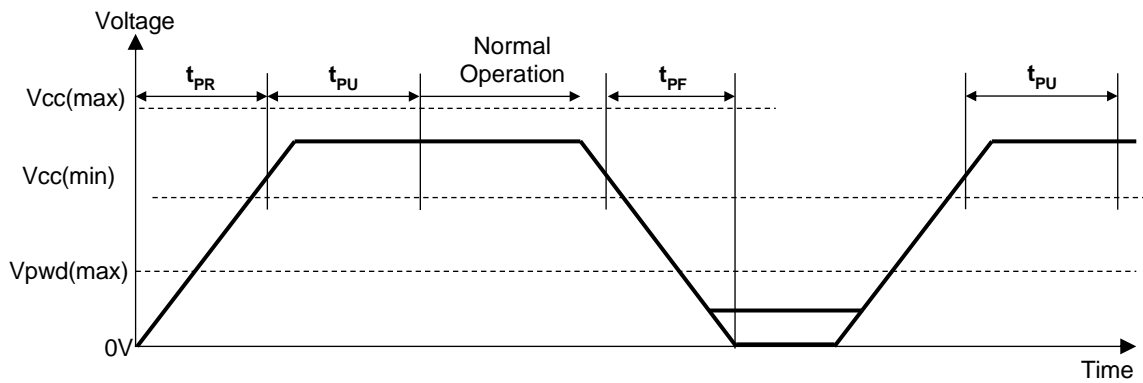 Voltage
Normal
Operation
tPR
tPU
tPF
tPU
Vcc(max)
Vcc(min)
Vpwd(max)
0V
Time